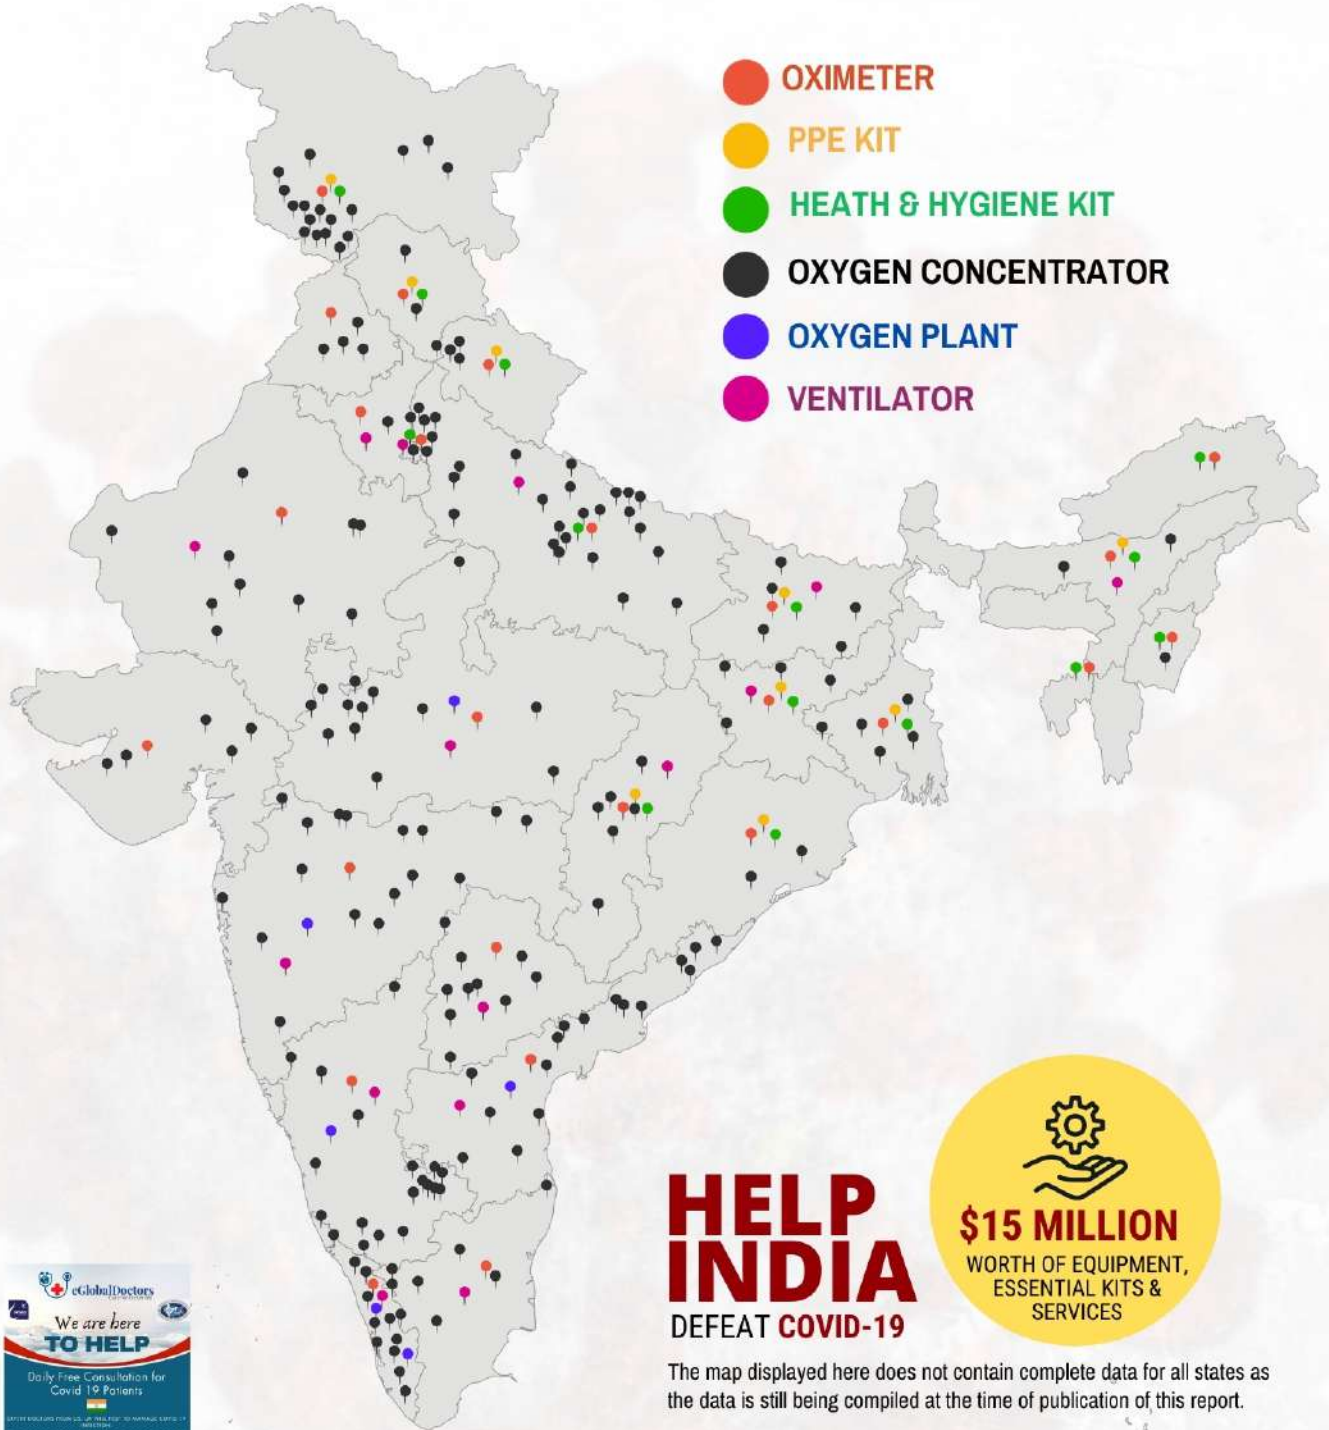 OXIMETER
PPE KIT
HEATH & HYGIENE KIT
OXYGEN CONCENTRATOR
OXYGEN PLANT
VENTILATOR
HELP
INDIA
DEFEAT COVID-19
$15 MILLION
WORTH OF EQUIPMENT,
ESSENTIAL KITS &
SERVICES
The map displayed here does not contain complete data for all states as
the data is still being compiled at the time of publication of this report.
eGlobalDoctors
We are here
TO HELP
Daily Free Consultation for
Covid 19 Patients